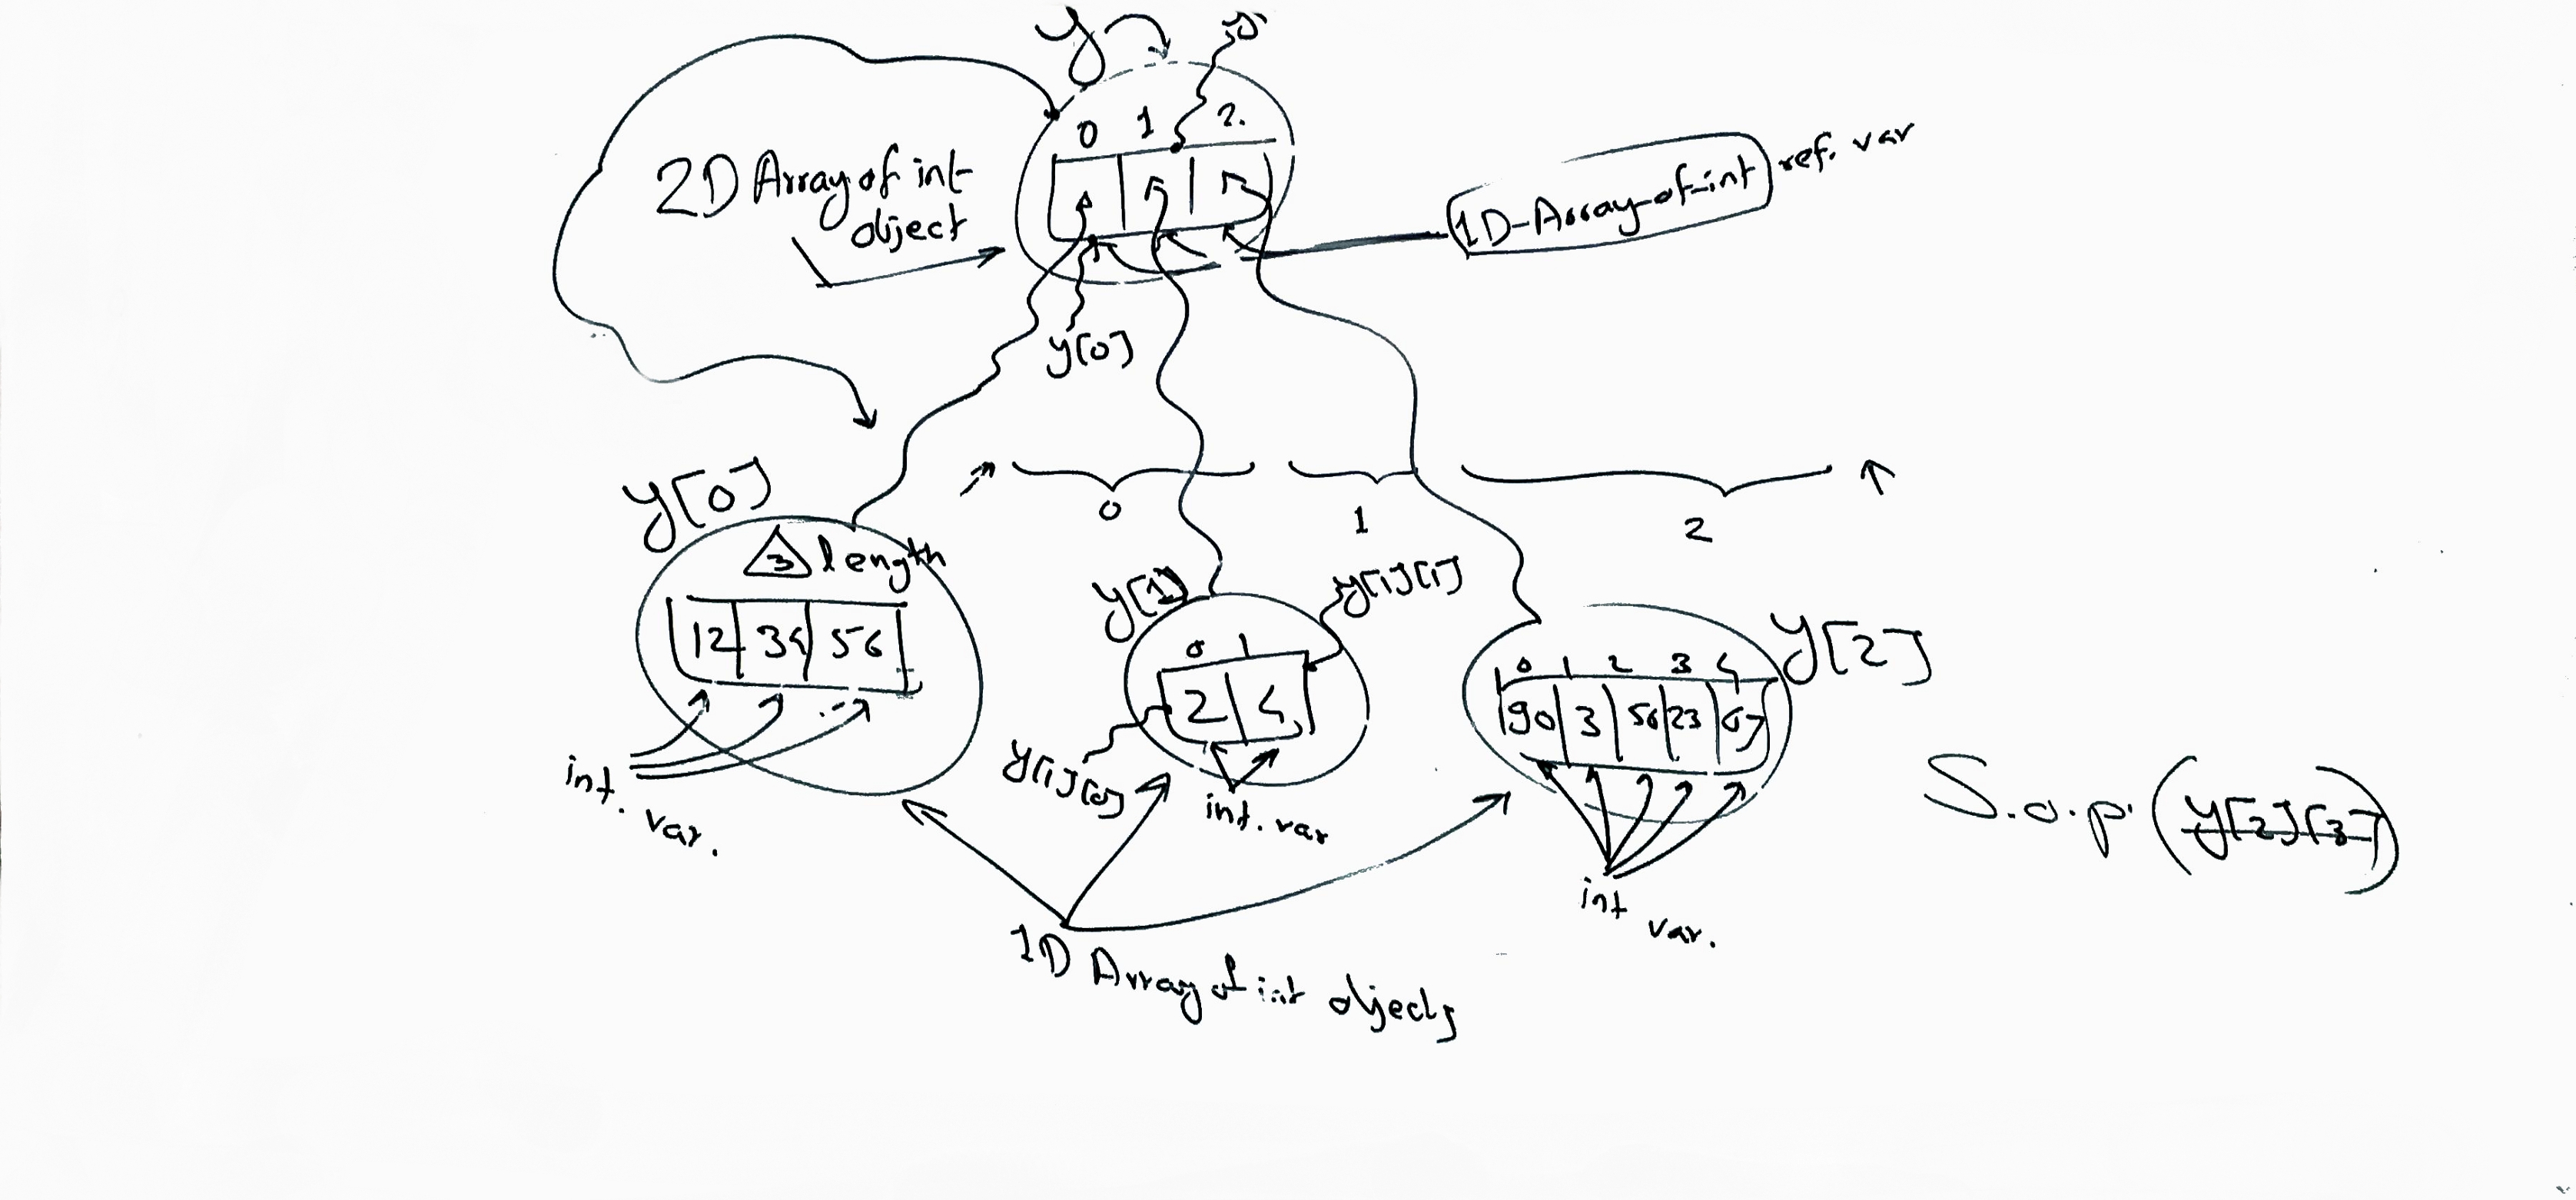 y
0 1 2.
2D Array of int
object
1D-Array-of-int ref. var
y[0]
0 1 2
y[0]
3 length
12 34 56
int. var.
y[1]
y[1][1]
0 1
2 4
y[1][0]
int. var
y[2]
0 1 2 3 4
90 3 56 23 67
int var.
S.o.p. (y[2][3])
1D Array of int objects